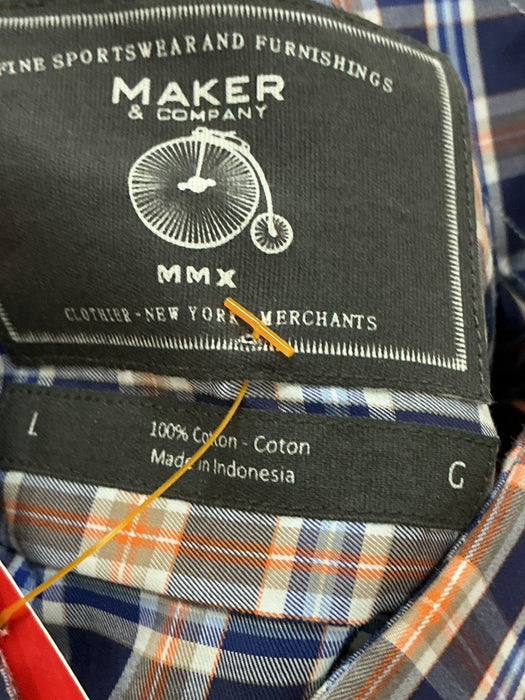 FINE SPORTSWEAR AND FURNISHINGS
MAKER
& COMPANY
MMX
CLOTHIER - NEW YORK MERCHANTS
L
100% Cotton - Coton
Made in Indonesia
G